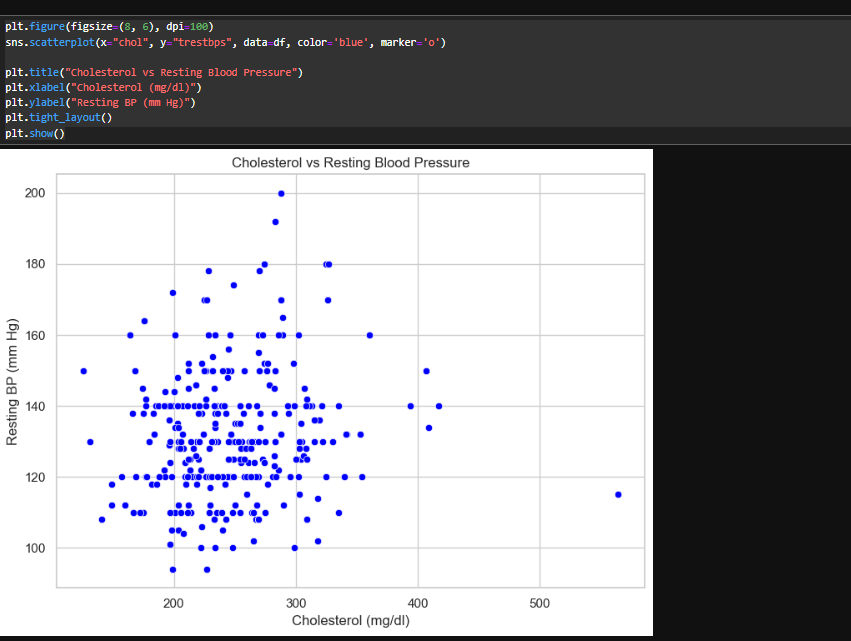 plt.figure(figsize=(8, 6), dpi=100)
sns.scatterplot(x="chol", y="trestbps", data=df, color='blue', marker='o')
plt.title("Cholesterol vs Resting Blood Pressure")
plt.xlabel("Cholesterol (mg/dl)")
plt.ylabel("Resting BP (mm Hg)")
plt.tight_layout()
plt.show()
Cholesterol vs Resting Blood Pressure
200
180
160
140
120
100
Resting BP (mm Hg)
200 300 400 500
Cholesterol (mg/dl)